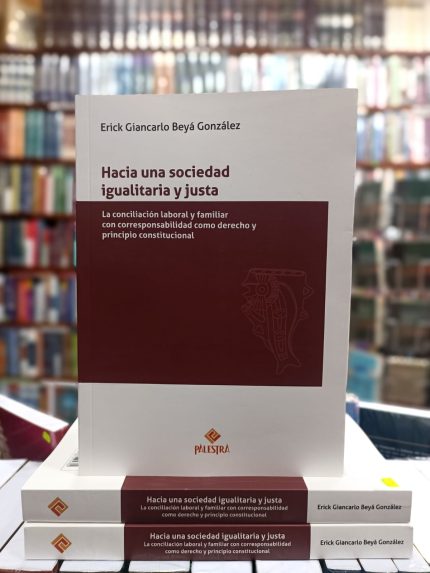 Erick Giancarlo Beyá González
Hacia una sociedad
igualitaria y justa
La conciliación laboral y familiar
con corresponsabilidad como derecho y
principio constitucional
PALESTRA
Hacia una sociedad igualitaria y justa
La conciliación laboral y familiar con corresponsabilidad
como derecho y principio constitucional
Erick Giancarlo Beyá González
Hacia una sociedad igualitaria y justa
La conciliación laboral y familiar con corresponsabilidad
como derecho y principio constitucional
Erick Giancarlo Beyá González